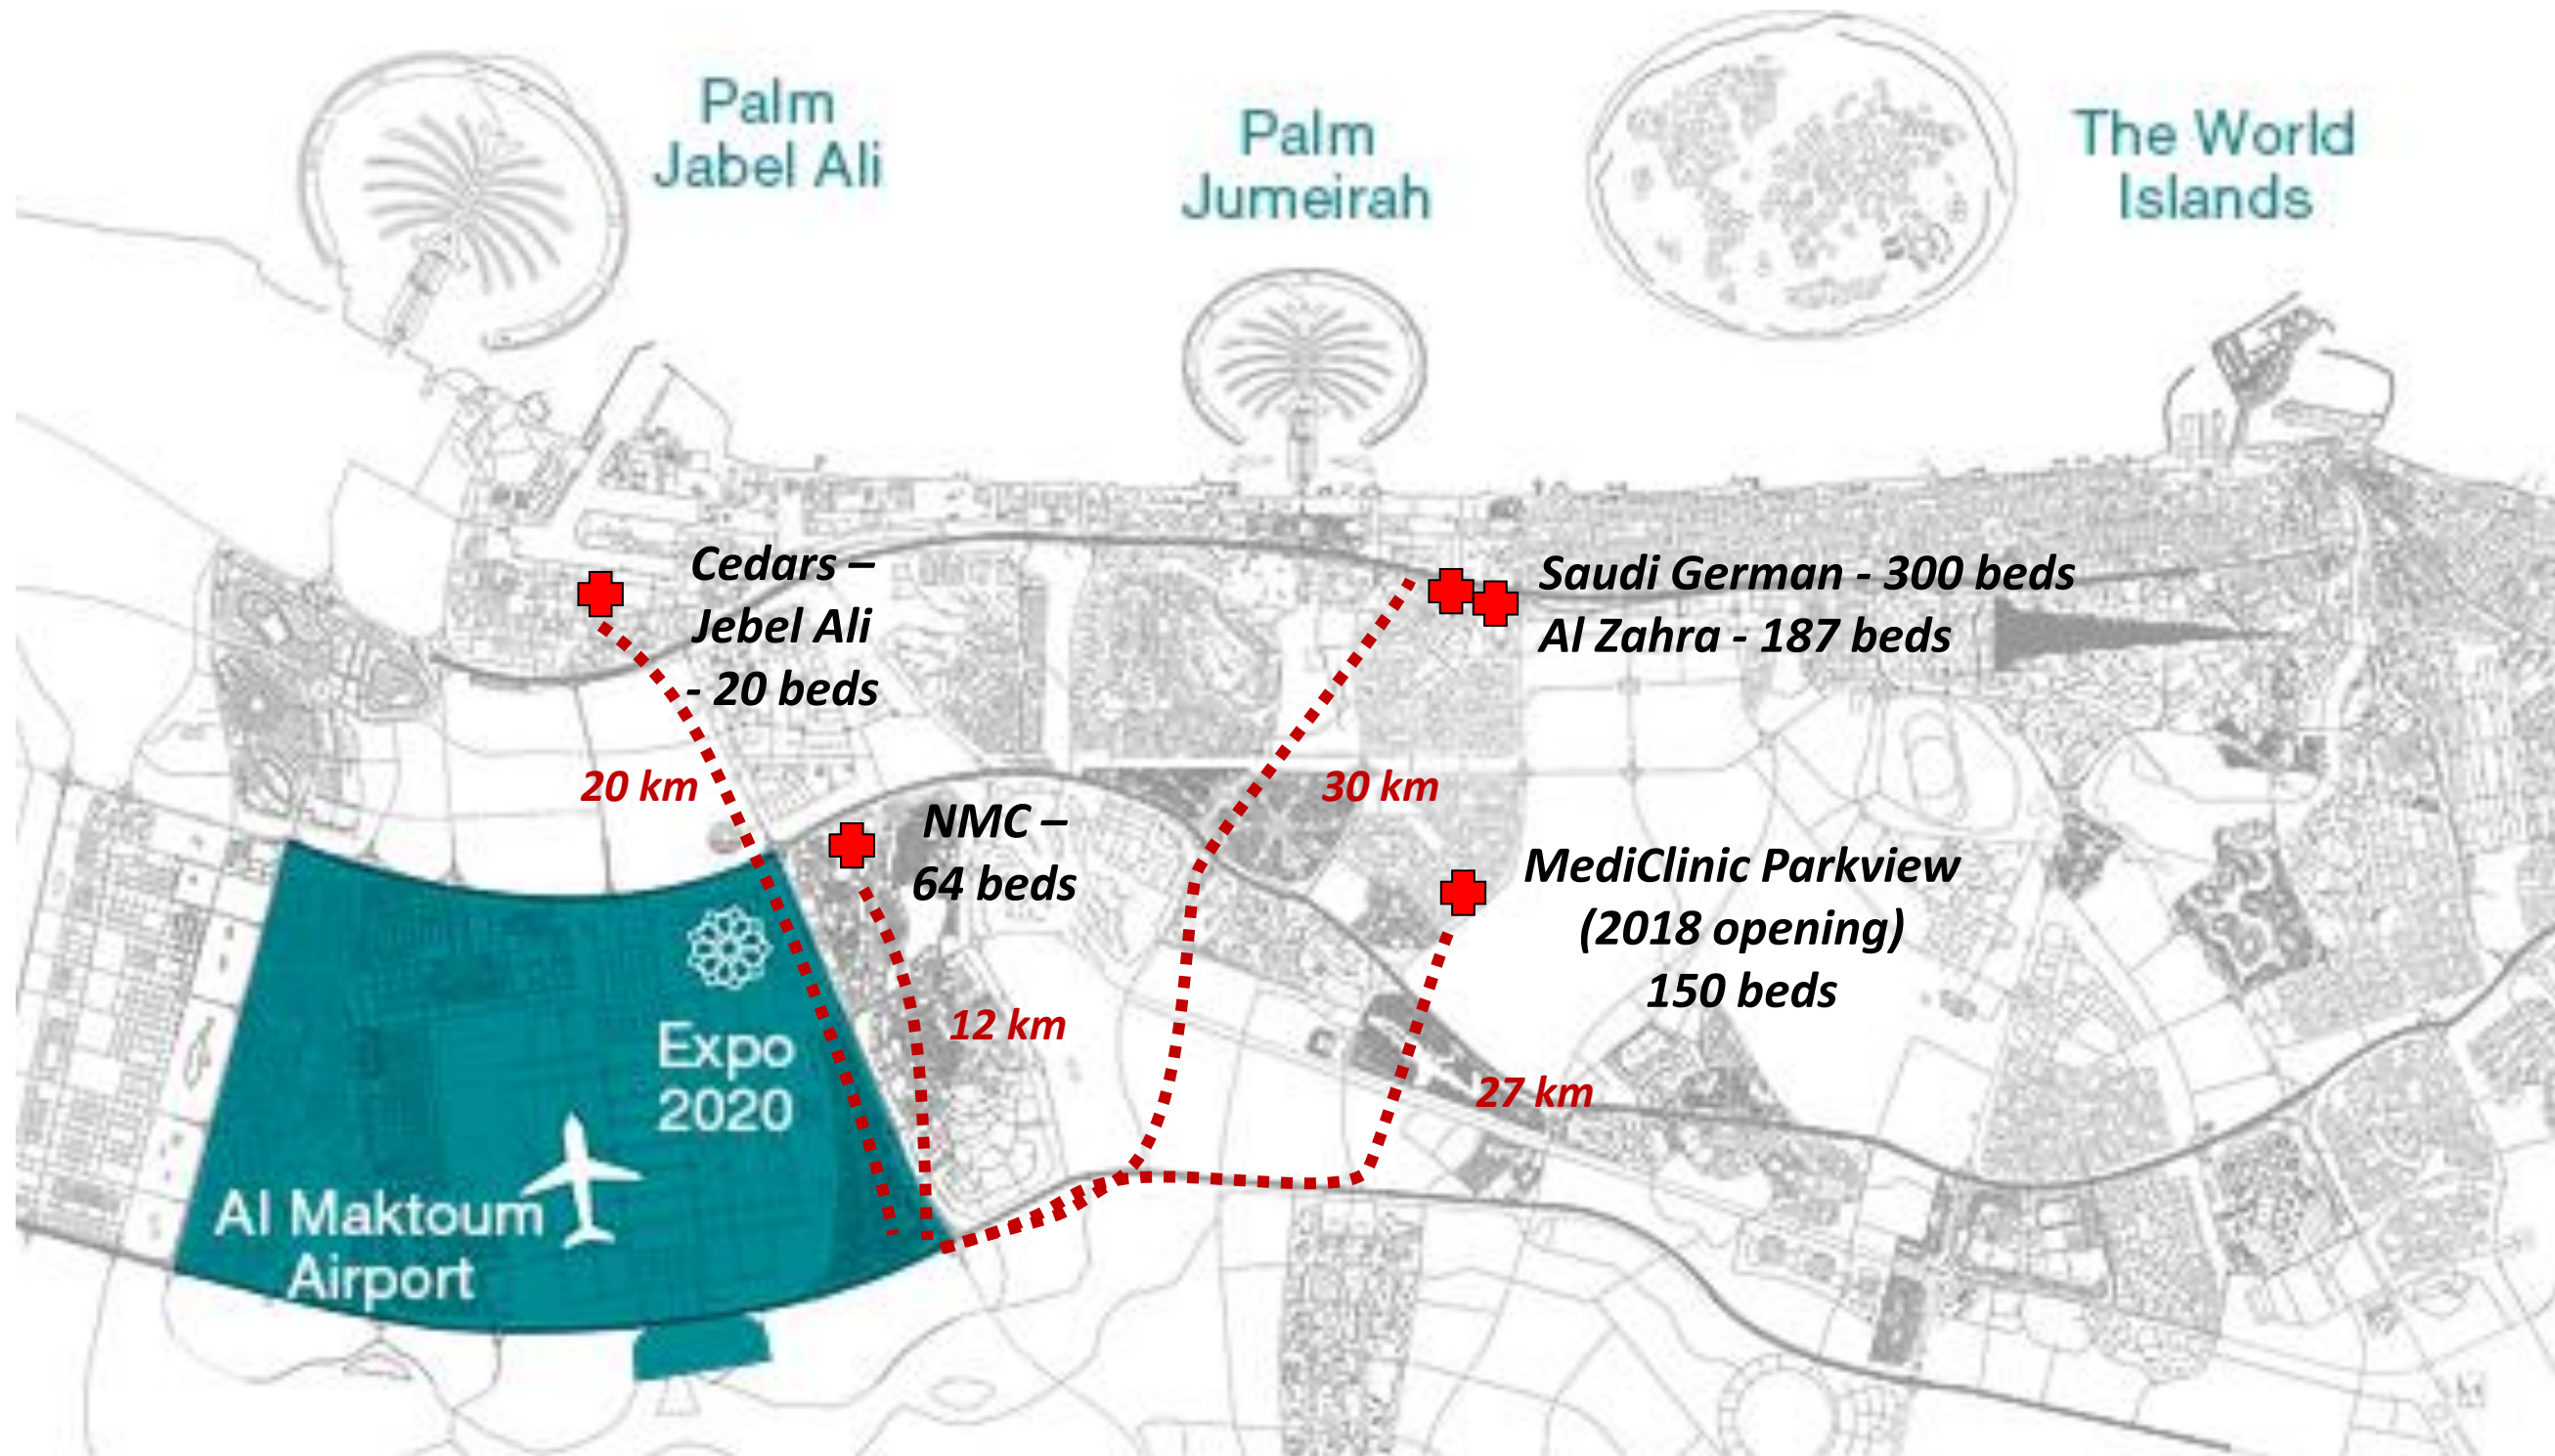 Palm
Jabel Ali
Palm
Jumeirah
The World
Islands
Cedars –
Jebel Ali
- 20 beds
Saudi German - 300 beds
Al Zahra - 187 beds
20 km
30 km
NMC –
64 beds
MediClinic Parkview
(2018 opening)
150 beds
12 km
27 km
Expo
2020
Al Maktoum
Airport